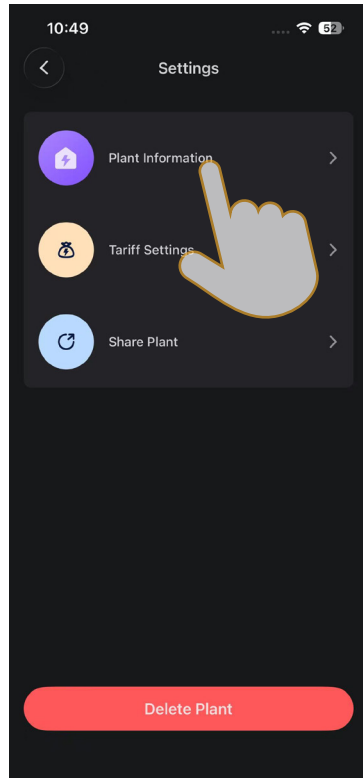 10:49
52
Settings
Plant Information
Tariff Settings
Share Plant
Delete Plant